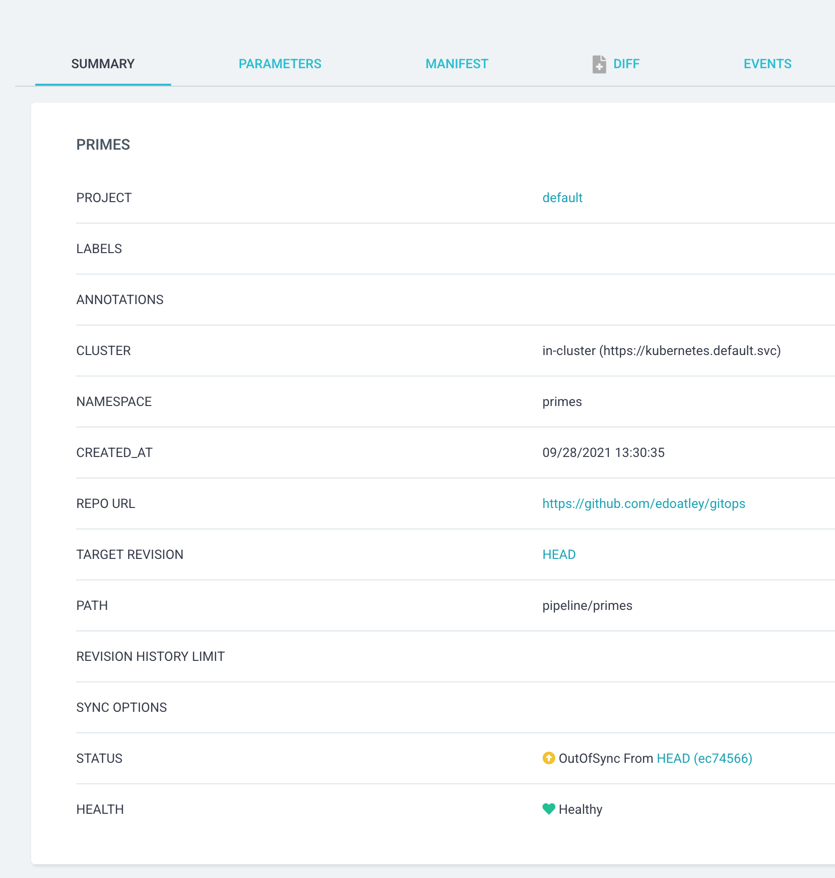 SUMMARY PARAMETERS MANIFEST DIFF EVENTS
PRIMES
PROJECT default
LABELS
ANNOTATIONS
CLUSTER in-cluster (https://kubernetes.default.svc)
NAMESPACE primes
CREATED_AT 09/28/2021 13:30:35
REPO URL https://github.com/edoatley/gitops
TARGET REVISION HEAD
PATH pipeline/primes
REVISION HISTORY LIMIT
SYNC OPTIONS
STATUS OutOfSync From HEAD (ec74566)
HEALTH Healthy